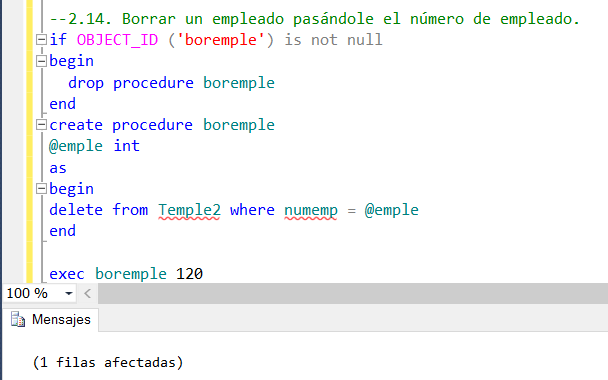 --2.14. Borrar un empleado pasándole el número de empleado.
if OBJECT_ID ('boremple') is not null
begin
drop procedure boremple
end
create procedure boremple
@emple int
as
begin
delete from Temple2 where numemp = @emple
end
exec boremple 120
100 %
Mensajes
(1 filas afectadas)